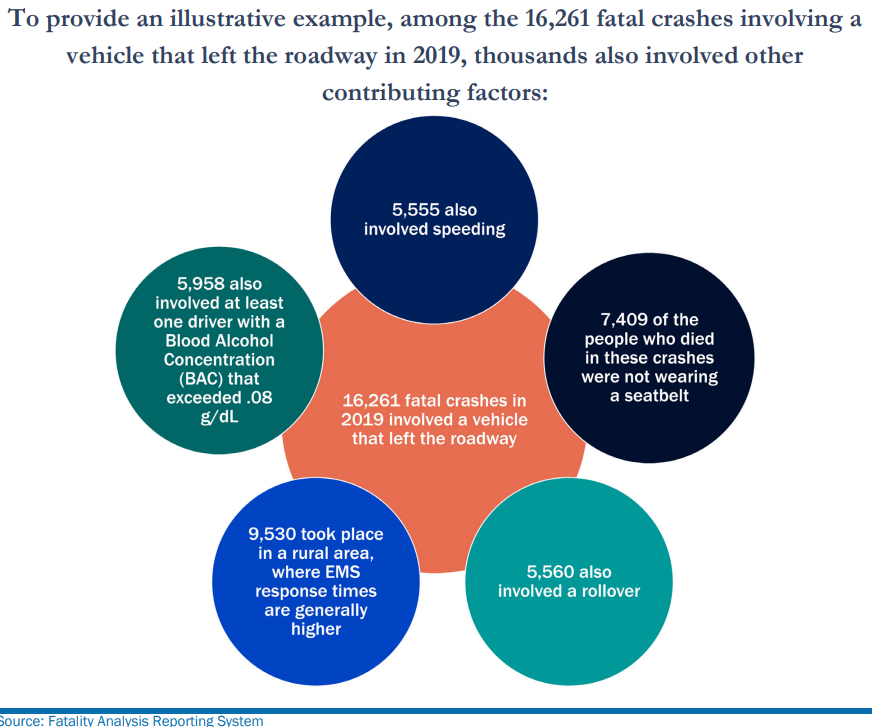 To provide an illustrative example, among the 16,261 fatal crashes involving a
vehicle that left the roadway in 2019, thousands also involved other
contributing factors:
5,555 also
involved speeding
5,958 also
involved at least
one driver with a
Blood Alcohol
Concentration
(BAC) that
exceeded .08
g/dL
7,409 of the
people who died
in these crashes
were not wearing
a seatbelt
16,261 fatal crashes in
2019 involved a vehicle
that left the roadway
9,530 took place
in a rural area,
where EMS
response times
are generally
higher
5,560 also
involved a rollover
Source: Fatality Analysis Reporting System